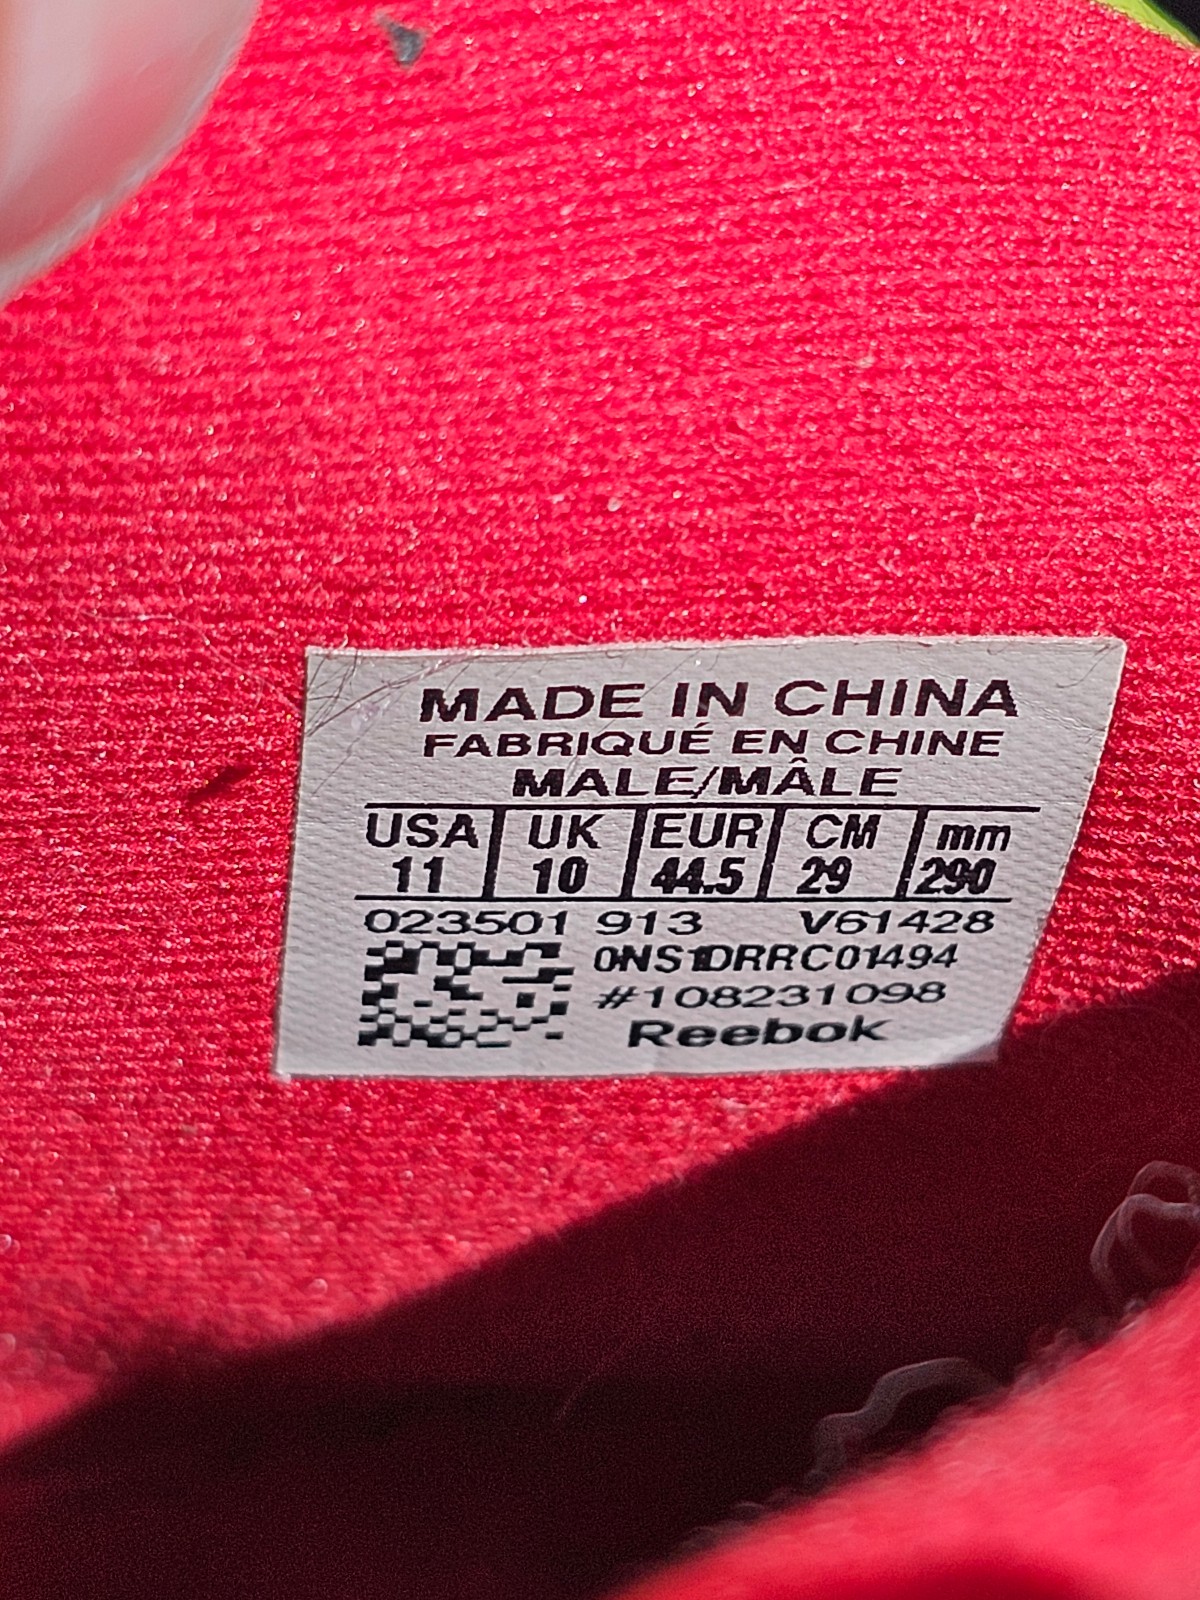 MADE IN CHINA
FABRIQUÉ EN CHINE
MALE/MÂLE
USA UK EUR CM mm
11 10 44.5 29 290
023501 913 V61428
0NS1DRRC01494
#108231098
Reebok